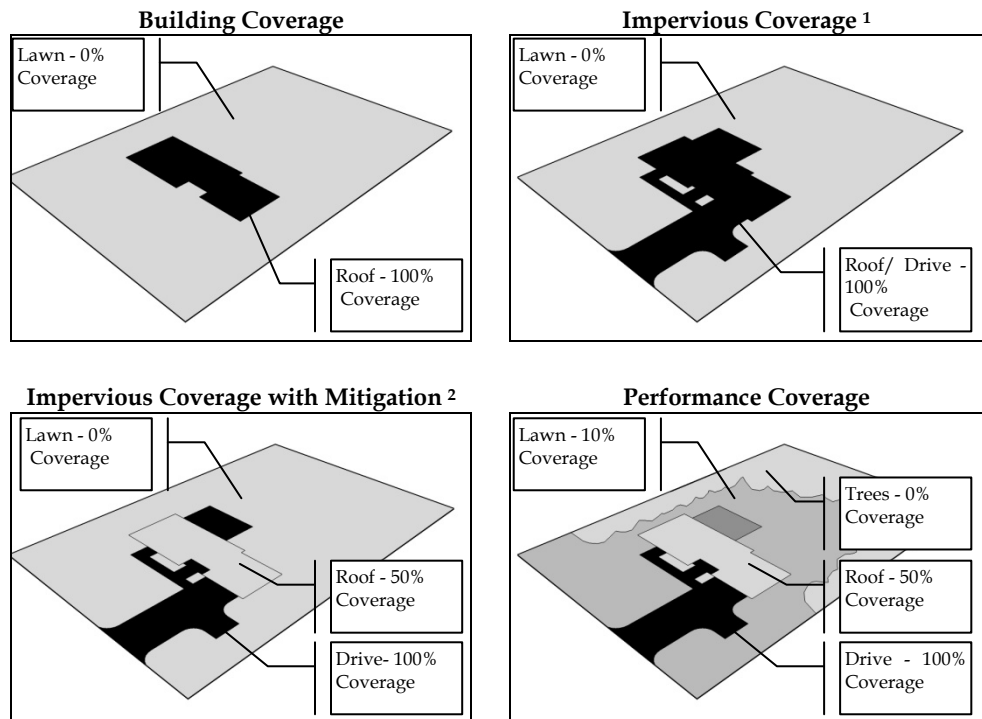 Building Coverage
Lawn - 0%
Coverage
Roof - 100%
Coverage
Impervious Coverage ¹
Lawn - 0%
Coverage
Roof/ Drive -
100%
Coverage
Impervious Coverage with Mitigation ²
Lawn - 0%
Coverage
Roof - 50%
Coverage
Drive- 100%
Coverage
Performance Coverage
Lawn - 10%
Coverage
Trees - 0%
Coverage
Roof - 50%
Coverage
Drive - 100%
Coverage